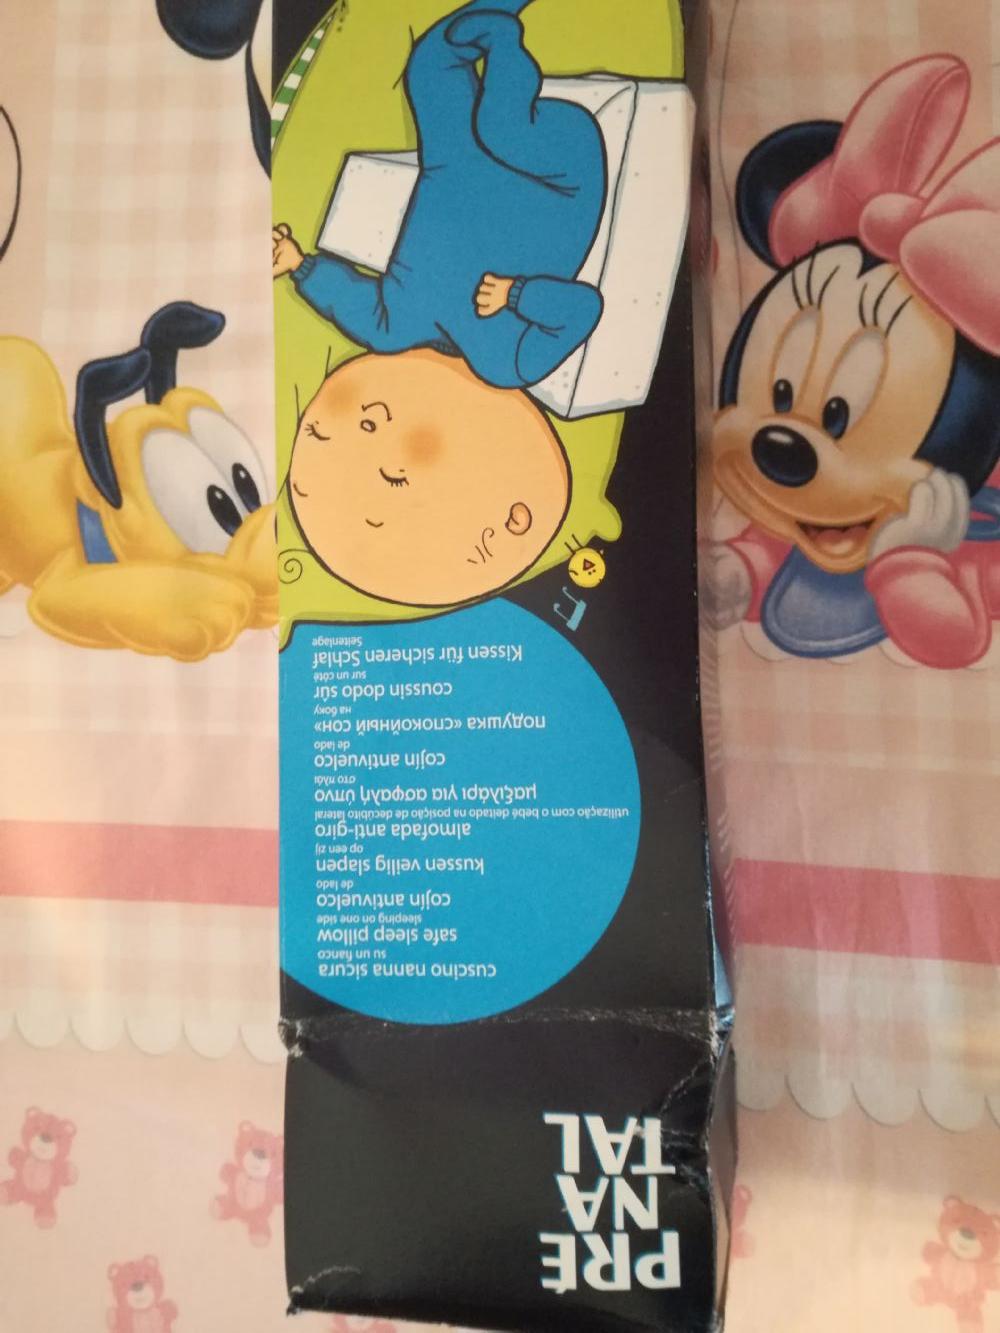 PRÉ
NA
TAL
cuscino nanna sicura
su un fianco
safe sleep pillow
sleeping on one side
cojín antivuelco
de lado
kussen veilig slapen
op een zij
almofada anti-giro
utilização com o bebé deitado na posição de decúbito lateral
μαξιλάρι για ασφαλή ύπνο
στο πλάι
cojín antivuelco
de lado
подушка «спокойный сон»
на боку
coussin dodo sûr
sur un côté
Kissen für sicheren Schlaf
Seitenlage